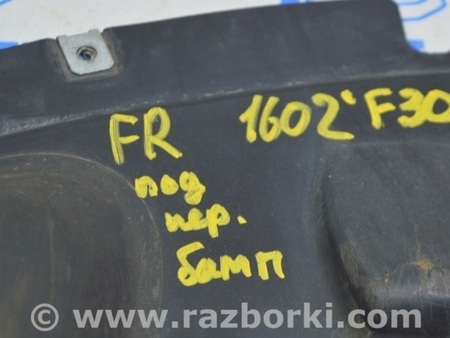 FR 1602' F30
под
пер.
бамп
© www.razborki.com